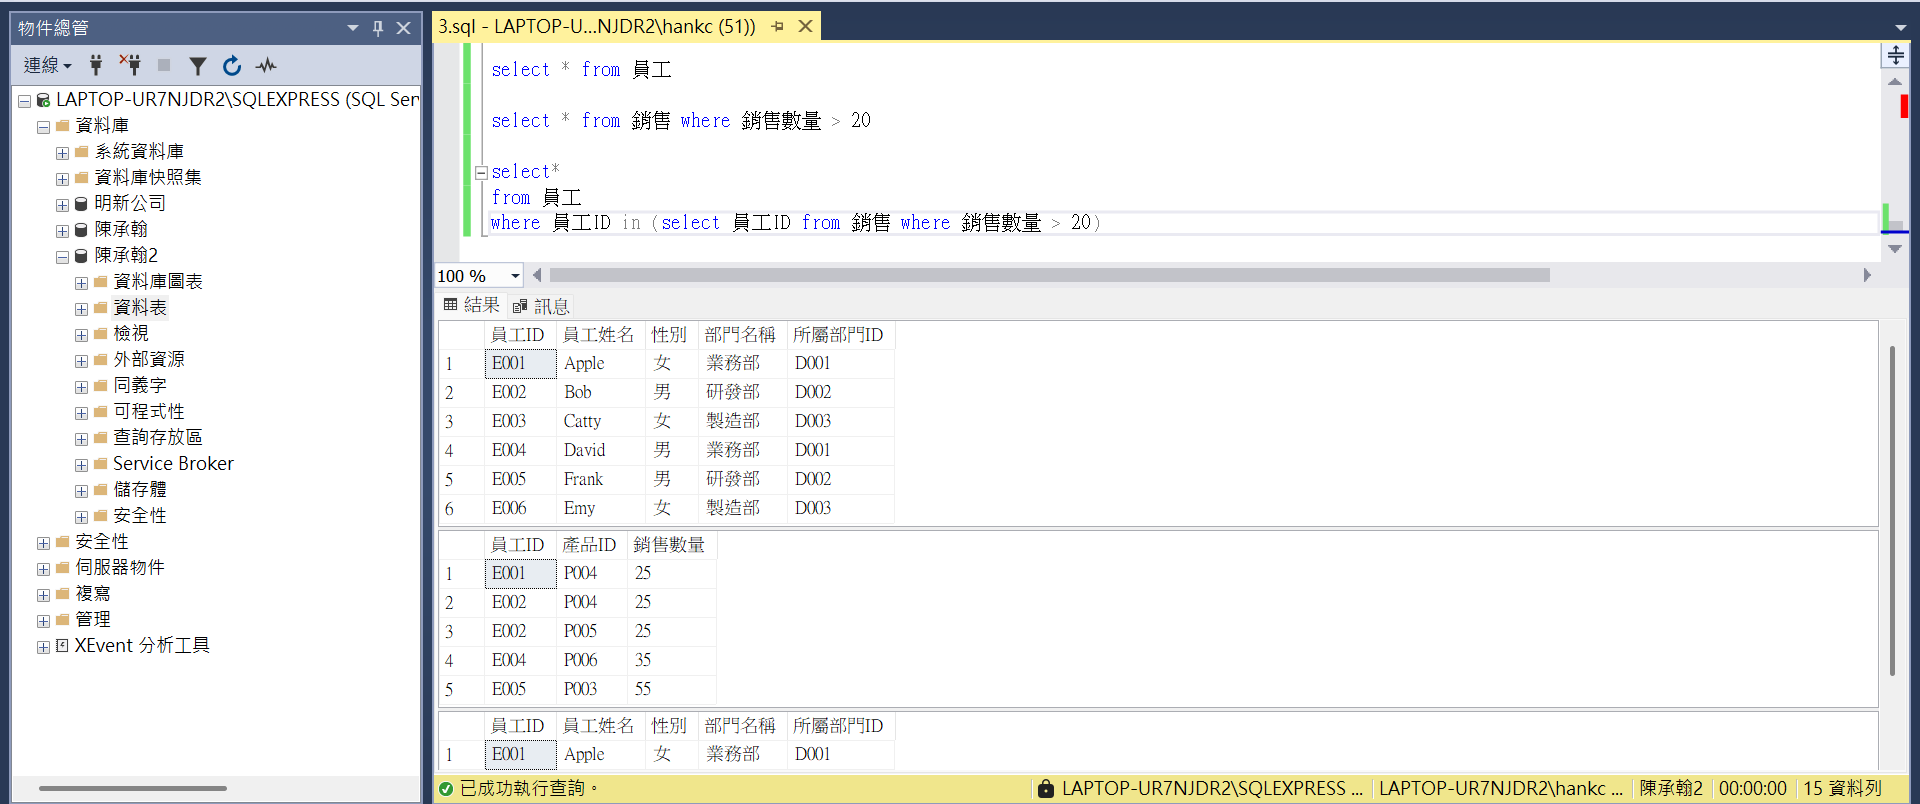 物件總管
連線
LAPTOP-UR7NJDR2\SQLEXPRESS (SQL Ser
資料庫
系統資料庫
資料庫快照集
明新公司
陳承翰
陳承翰2
資料庫圖表
資料表
檢視
外部資源
同義字
可程式性
查詢存放區
Service Broker
儲存體
安全性
安全性
伺服器物件
複寫
管理
XEvent 分析工具
3.sql - LAPTOP-U...NJDR2\hankc (51))
select * from 員工
select * from 銷售 where 銷售數量 > 20
select*
from 員工
where 員工ID in (select 員工ID from 銷售 where 銷售數量 > 20)
100 %
結果 訊息
員工ID 員工姓名 性別 部門名稱 所屬部門ID
1 E001 Apple 女 業務部 D001
2 E002 Bob 男 研發部 D002
3 E003 Catty 女 製造部 D003
4 E004 David 男 業務部 D001
5 E005 Frank 男 研發部 D002
6 E006 Emy 女 製造部 D003
員工ID 產品ID 銷售數量
1 E001 P004 25
2 E002 P004 25
3 E002 P005 25
4 E004 P006 35
5 E005 P003 55
員工ID 員工姓名 性別 部門名稱 所屬部門ID
1 E001 Apple 女 業務部 D001
已成功執行查詢。 LAPTOP-UR7NJDR2\SQLEXPRESS ... LAPTOP-UR7NJDR2\hankc ... 陳承翰2 00:00:00 15 資料列